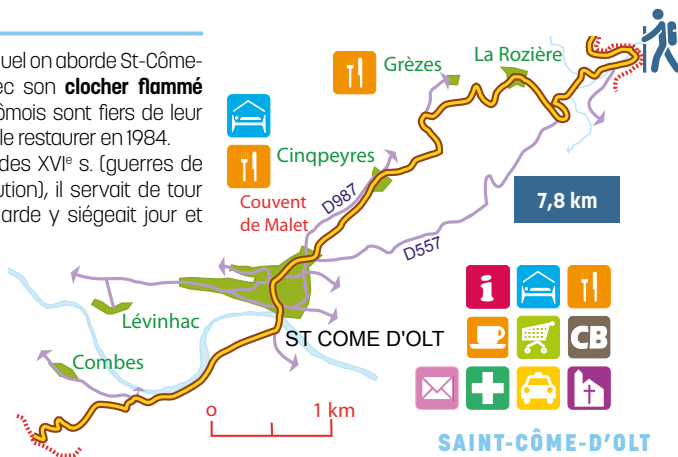 uel on aborde St-Côme-
ec son clocher flammé
ômois sont fiers de leur
le restaurer en 1984.
des XVIe s. (guerres de
ution), il servait de tour
arde y siégeait jour et
Grèzes
La Rozière
Cinqpeyres
Couvent
de Malet
D987
D557
7,8 km
Lévinhac
ST COME D'OLT
Combes
0
1 km
i
CB
SAINT-CÔME-D'OLT